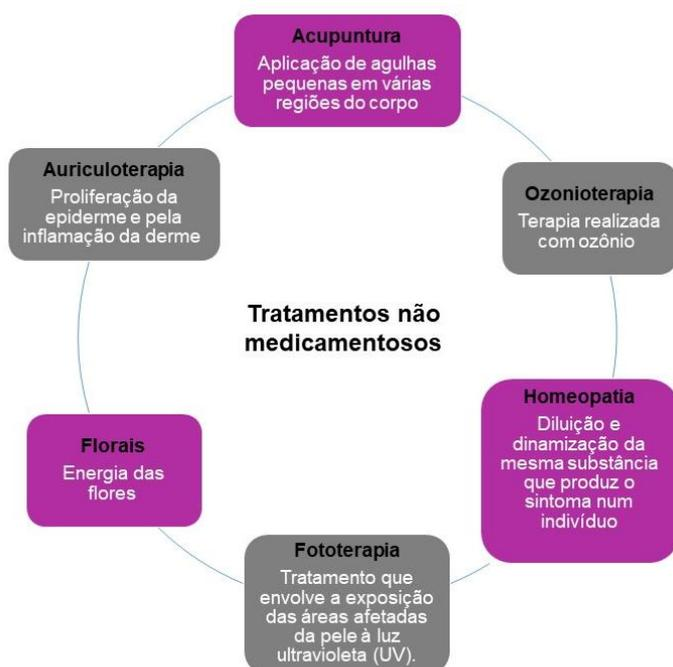 Acupuntura
Aplicação de agulhas
pequenas em várias
regiões do corpo
Auriculoterapia
Proliferação da
epiderme e pela
inflamação da derme
Ozonioterapia
Terapia realizada
com ozônio
Tratamentos não
medicamentosos
Homeopatia
Diluição e
dinamização da
mesma substância
que produz o
sintoma num
indivíduo
Florais
Energia das
flores
Fototerapia
Tratamento que
envolve a exposição
das áreas afetadas
da pele à luz
ultravioleta (UV).